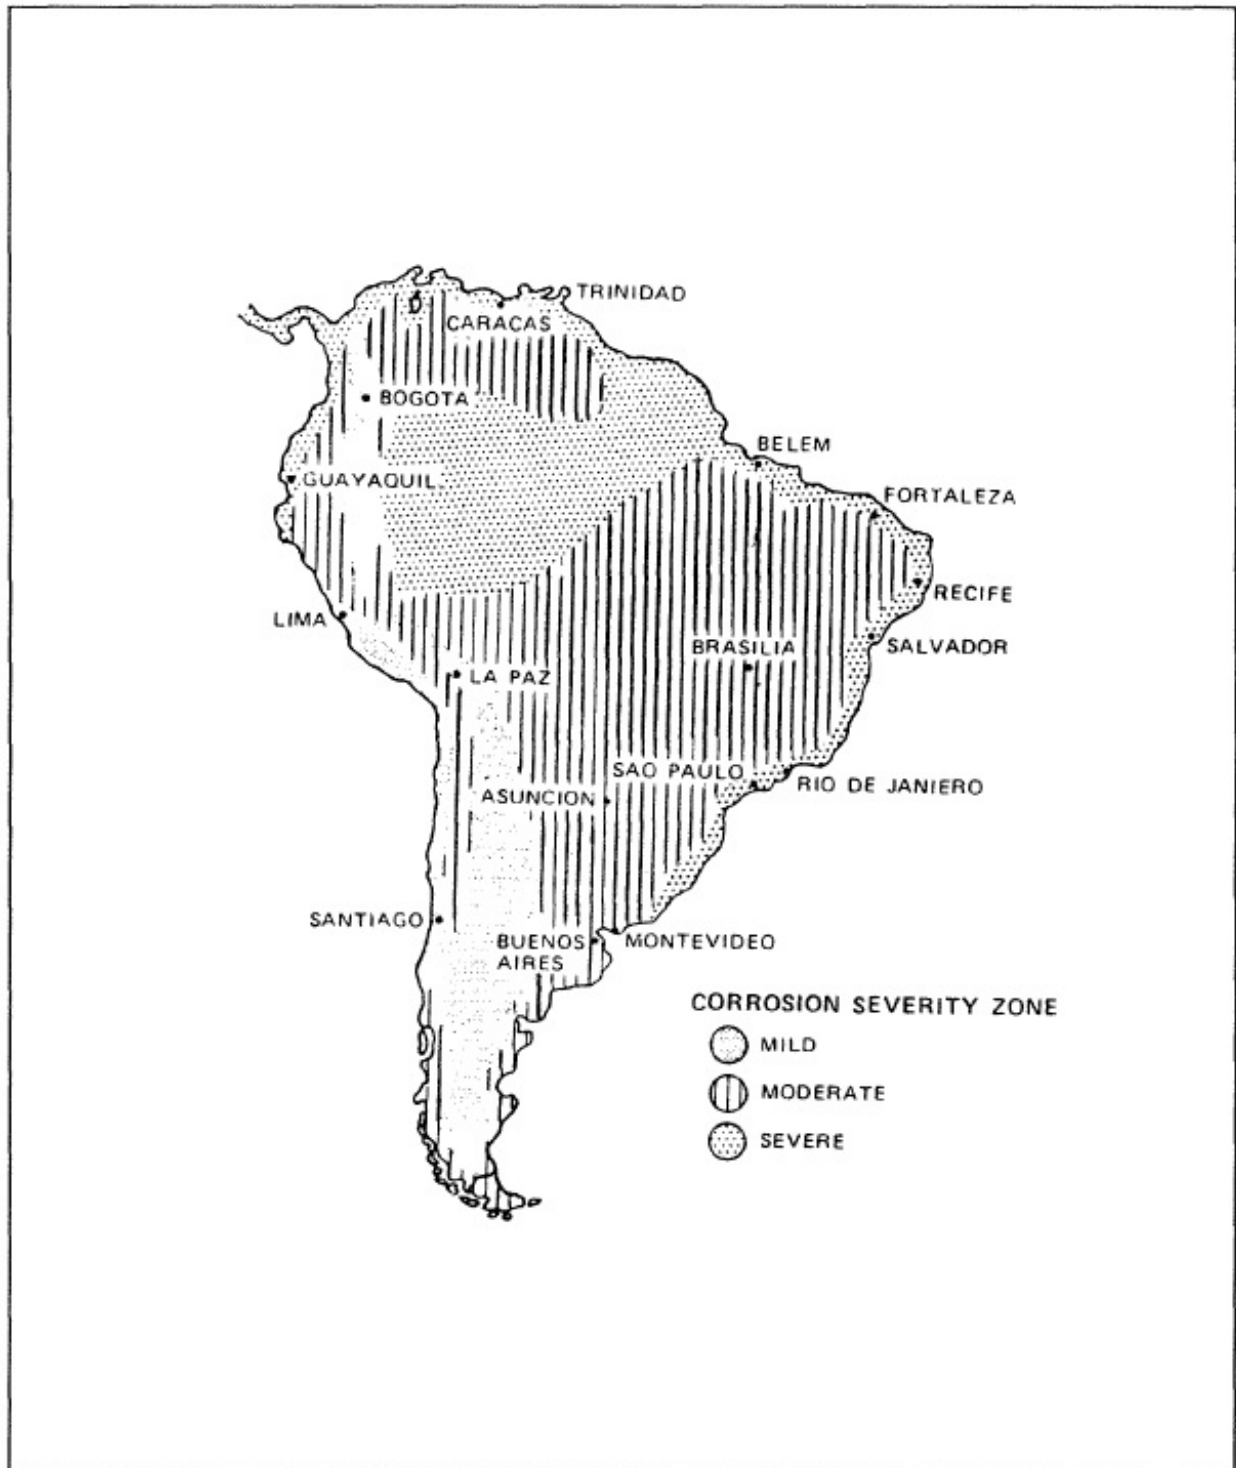 TRINIDAD
CARACAS
BOGOTA
BELEM
GUAYAQUIL
FORTALEZA
RECIFE
LIMA
BRASILIA
SALVADOR
LA PAZ
SAO PAULO
RIO DE JANIERO
ASUNCION
SANTIAGO
BUENOS
AIRES
MONTEVIDEO
CORROSION SEVERITY ZONE
MILD
MODERATE
SEVERE